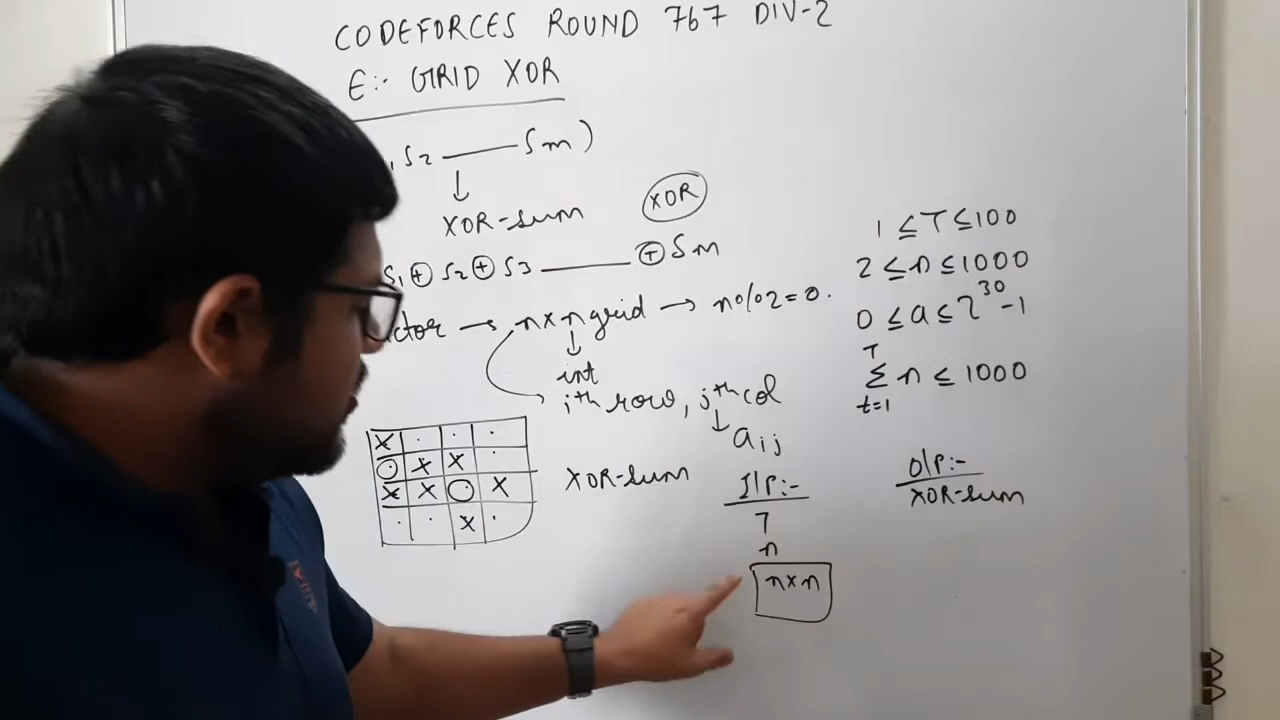 CODEFORCES ROUND 767 DIV-2
E:- GRID XOR
, S2 —— Sm)
↓
XOR-sum
XOR
S1 ⊕ S2 ⊕ S3 —— ⊕ Sm
ctor → n×n grid → n%2=0.
↓
int
ith row, jth col
↓
aij
X . . .
O X X .
X X O X
. . X .
XOR-sum
I/P:-
T
n
n×n
1 ≤ T ≤ 100
2 ≤ n ≤ 1000
0 ≤ a ≤ 2^30 -1
T
Σ n ≤ 1000
t=1
O/P:-
XOR-sum